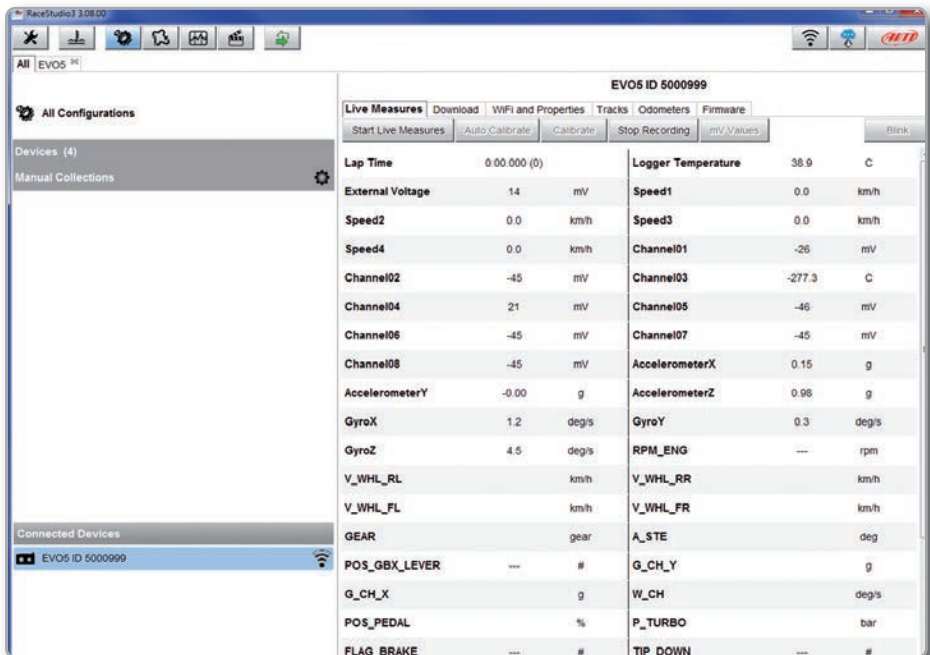 RaceStudio3 3.08.00
AiM
All EVO5
EVO5 ID 5000999
All Configurations
Live Measures Download WiFi and Properties Tracks Odometers Firmware
Start Live Measures Auto Calibrate Calibrate Stop Recording mV Values Blink
Devices (4)
Manual Collections
Lap Time 0:00.000 (0) Logger Temperature 38.9 C
External Voltage 14 mV Speed1 0.0 km/h
Speed2 0.0 km/h Speed3 0.0 km/h
Speed4 0.0 km/h Channel01 -26 mV
Channel02 -45 mV Channel03 -277.3 C
Channel04 21 mV Channel05 -46 mV
Channel06 -45 mV Channel07 -45 mV
Channel08 -45 mV AccelerometerX 0.15 g
AccelerometerY -0.00 g AccelerometerZ 0.98 g
GyroX 1.2 deg/s GyroY 0.3 deg/s
GyroZ 4.5 deg/s RPM_ENG --- rpm
V_WHL_RL km/h V_WHL_RR km/h
V_WHL_FL km/h V_WHL_FR km/h
GEAR gear A_STE deg
POS_GBX_LEVER --- # G_CH_Y g
G_CH_X g W_CH deg/s
POS_PEDAL % P_TURBO bar
FLAG_BRAKE --- # TIP_DOWN --- #
Connected Devices
EVO5 ID 5000999